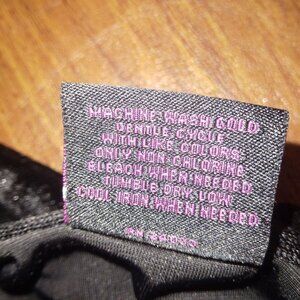 MACHINE WASH COLD
GENTLE CYCLE
WITH LIKE COLORS.
ONLY NON-CHLORINE
BLEACH WHEN NEEDED
TUMBLE DRY LOW
COOL IRON WHEN NEEDED
RN